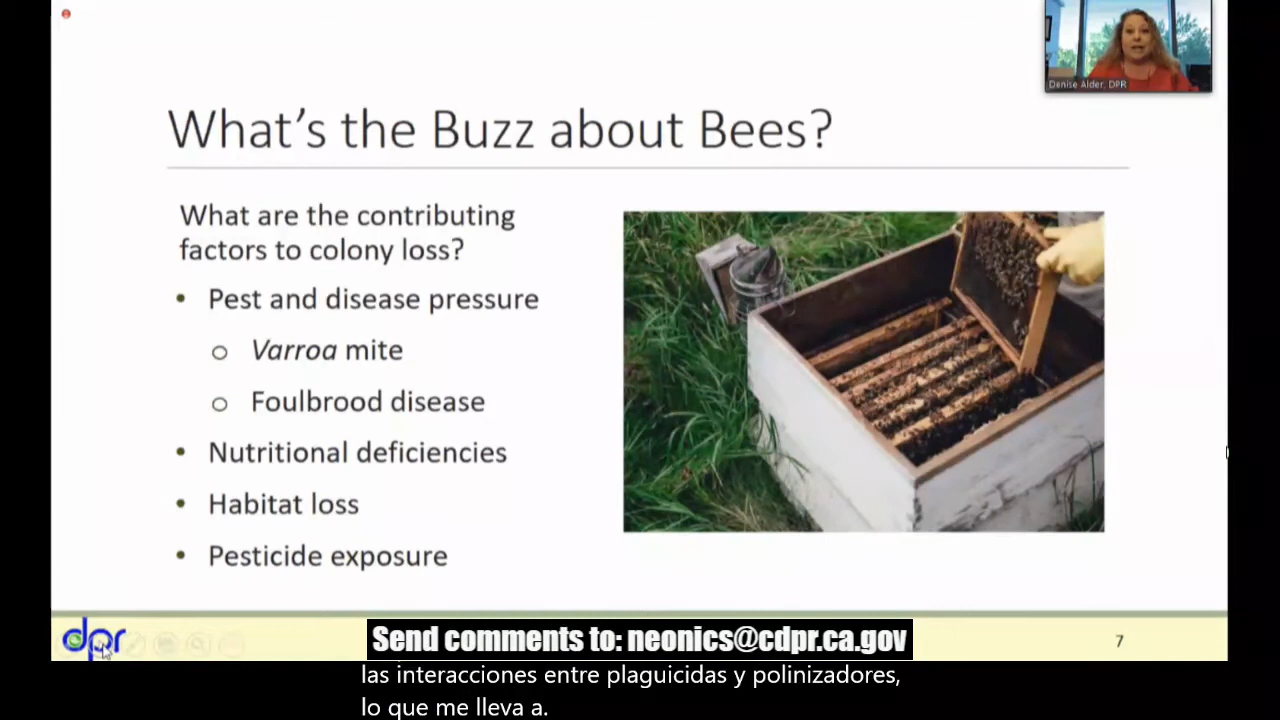 Denise Alder, DPR
What's the Buzz about Bees?
What are the contributing
factors to colony loss?
• Pest and disease pressure
o Varroa mite
o Foulbrood disease
• Nutritional deficiencies
• Habitat loss
• Pesticide exposure
dpr
7
Send comments to: neonics@cdpr.ca.gov
las interacciones entre plaguicidas y polinizadores,
lo que me lleva a.